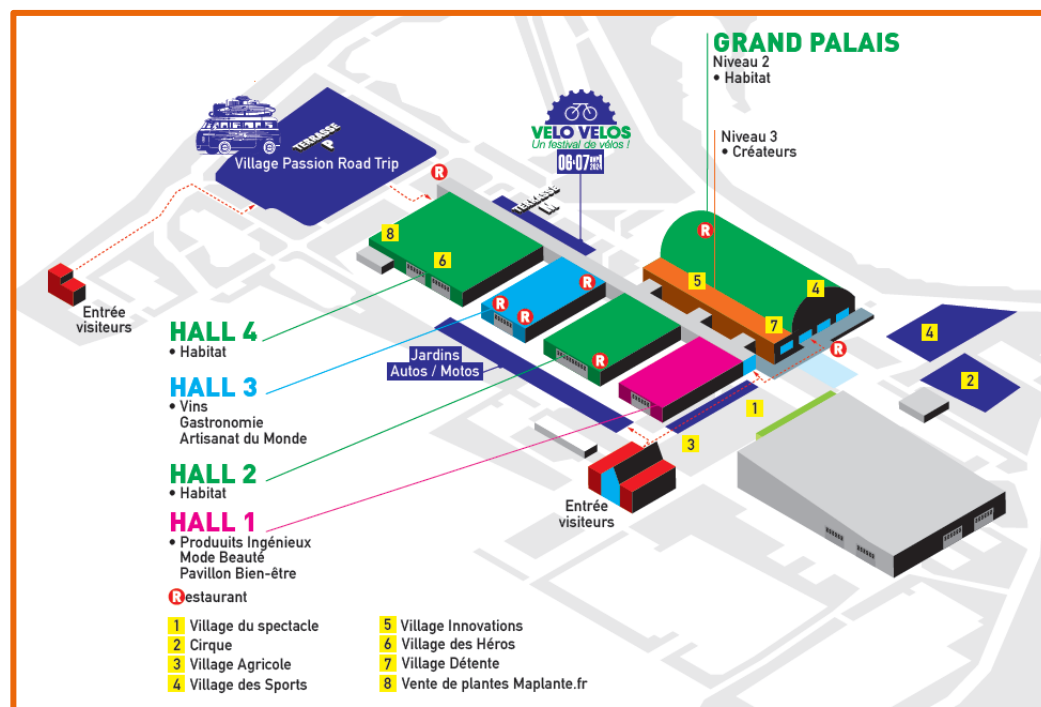 GRAND PALAIS
Niveau 2
• Habitat
Niveau 3
• Créateurs
VELO VELOS
Un festival de vélos !
06•07 avril 2024
TERRASSE P
Village Passion Road Trip
TERRASSE
R
R
8
6
5
4
7
R
R
R
R
R
4
2
1
3
Entrée
visiteurs
Jardins
Autos / Motos
Entrée
visiteurs
HALL 4
• Habitat
HALL 3
• Vins
Gastronomie
Artisanat du Monde
HALL 2
• Habitat
HALL 1
• Produuits Ingénieux
Mode Beauté
Pavillon Bien-être
Restaurant
1 Village du spectacle
2 Cirque
3 Village Agricole
4 Village des Sports
5 Village Innovations
6 Village des Héros
7 Village Détente
8 Vente de plantes Maplante.fr